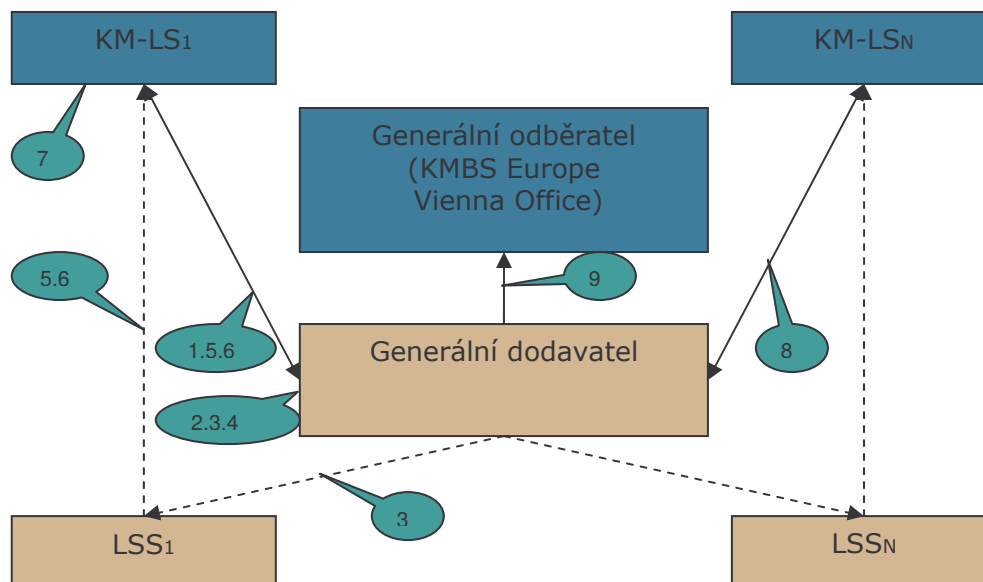 KM-LS1
KM-LSN
Generální odběratel
(KMBS Europe
Vienna Office)
7
5.6
9
1.5.6
Generální dodavatel
8
2.3.4
3
LSS1
LSSN